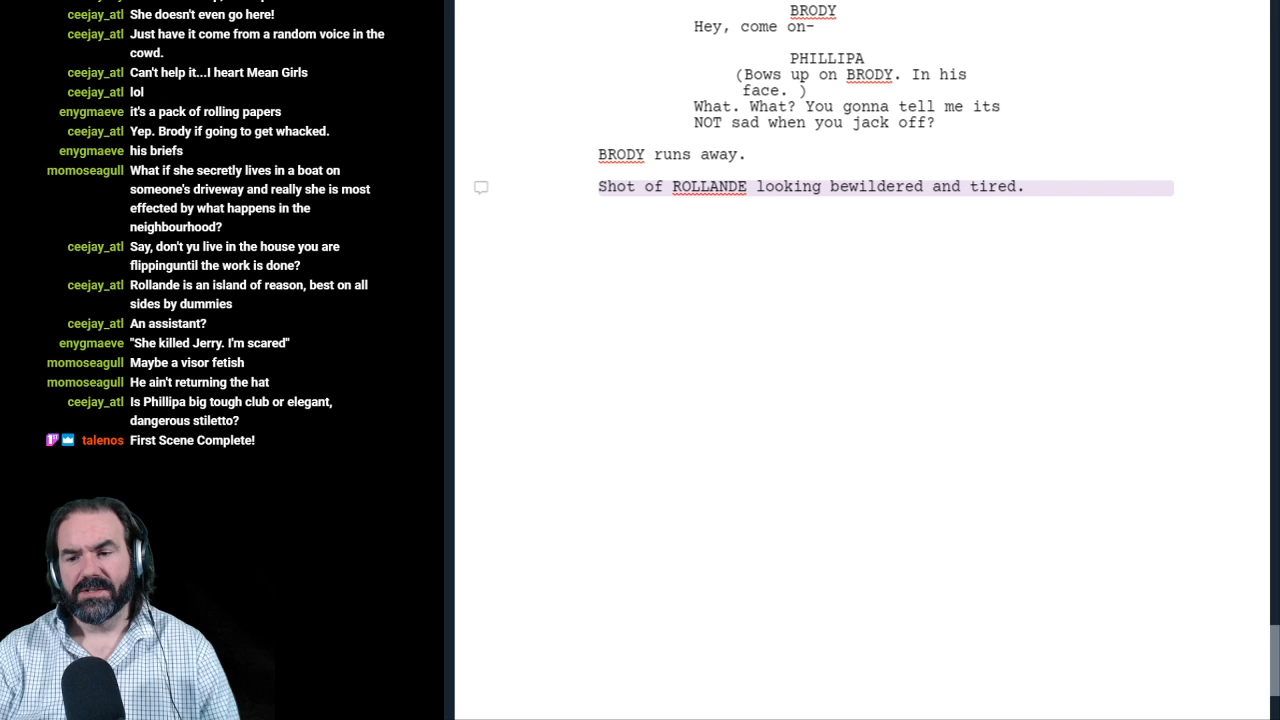 ceejay_atl She doesn't even go here!
ceejay_atl Just have it come from a random voice in the
cowd.
ceejay_atl Can't help it...I heart Mean Girls
ceejay_atl lol
enygmaeve it's a pack of rolling papers
ceejay_atl Yep. Brody if going to get whacked.
enygmaeve his briefs
momoseagull What if she secretly lives in a boat on
someone's driveway and really she is most
effected by what happens in the
neighbourhood?
ceejay_atl Say, don't yu live in the house you are
flippinguntil the work is done?
ceejay_atl Rollande is an island of reason, best on all
sides by dummies
ceejay_atl An assistant?
enygmaeve "She killed Jerry. I'm scared"
momoseagull Maybe a visor fetish
momoseagull He ain't returning the hat
ceejay_atl Is Phillipa big tough club or elegant,
dangerous stiletto?
talenos First Scene Complete!
BRODY
Hey, come on-
PHILLIPA
(Bows up on BRODY. In his
face. )
What. What? You gonna tell me its
NOT sad when you jack off?
BRODY runs away.
Shot of ROLLANDE looking bewildered and tired.